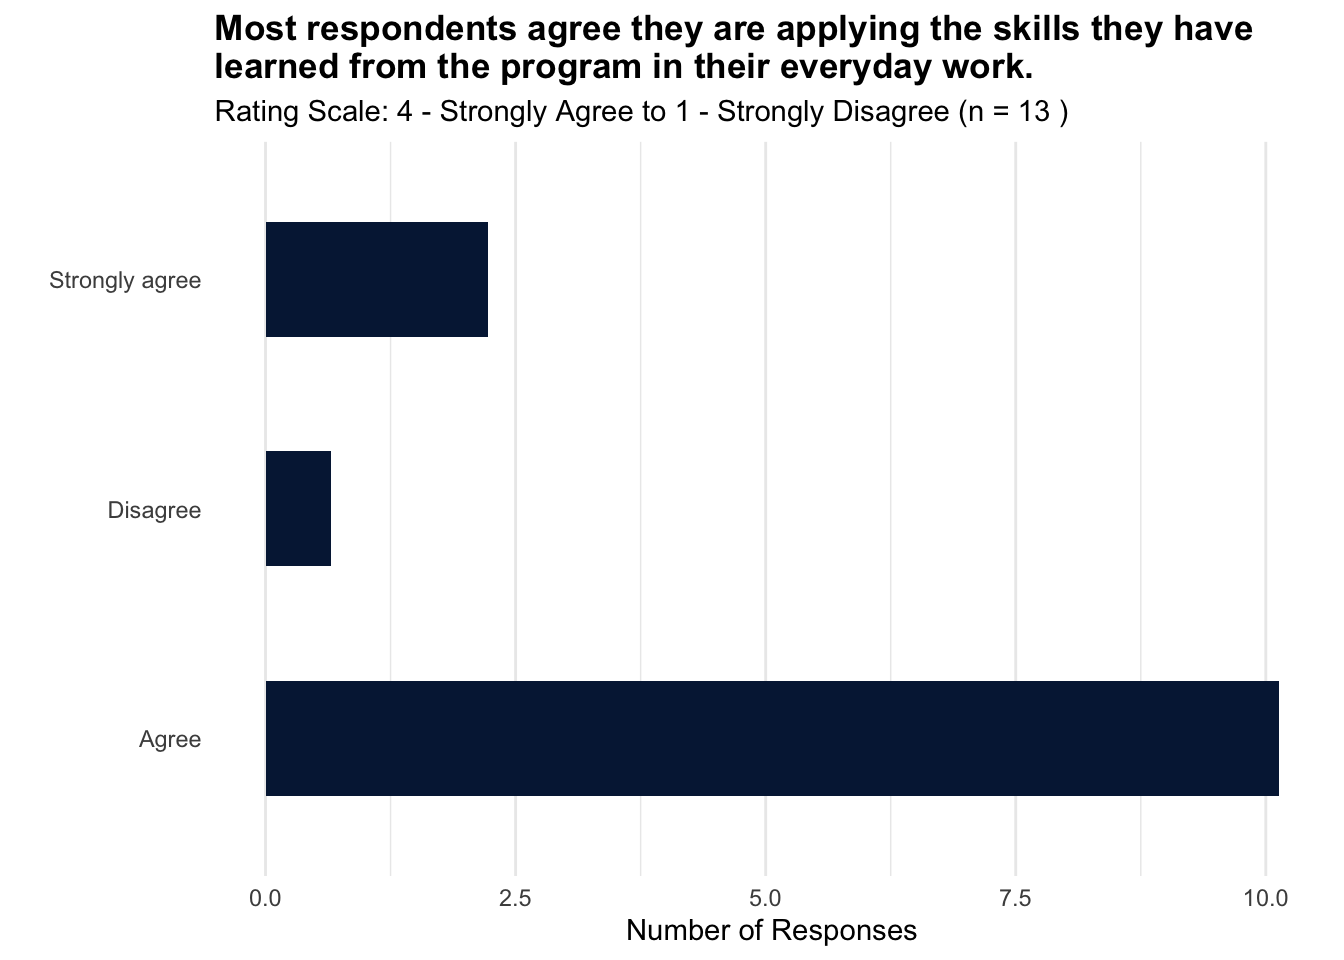 Most respondents agree they are applying the skills they have
learned from the program in their everyday work.
Rating Scale: 4 - Strongly Agree to 1 - Strongly Disagree (n = 13 )
Strongly agree
Disagree
Agree
0.0 2.5 5.0 7.5 10.0
Number of Responses